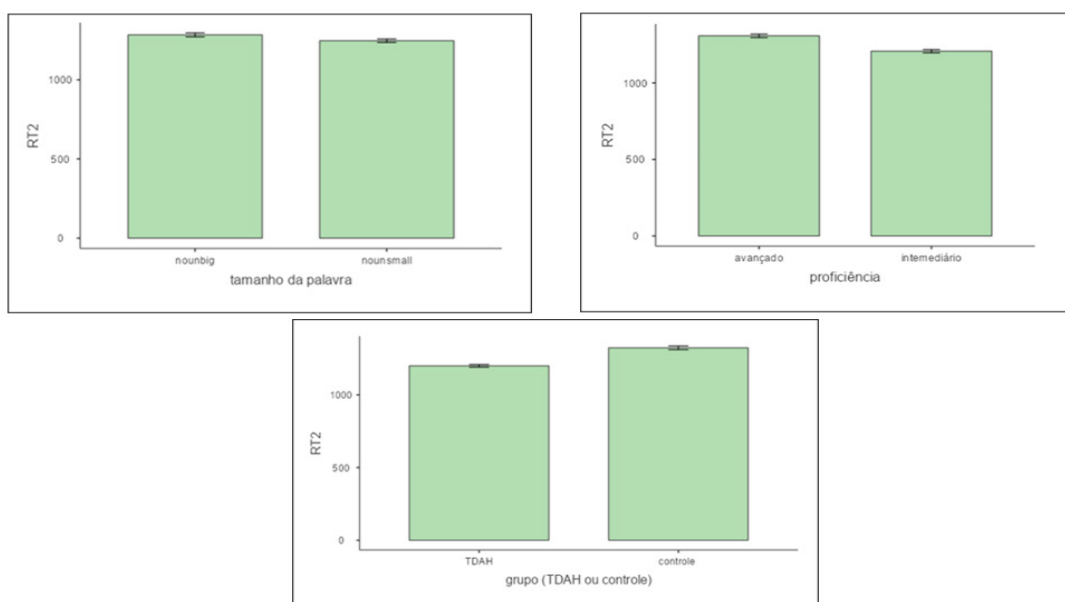 RT2
1000
500
0
nounbig nounsmall
tamanho da palavra
RT2
1000
500
0
avançado intemediário
proficiência
RT2
1000
500
0
TDAH controle
grupo (TDAH ou controle)